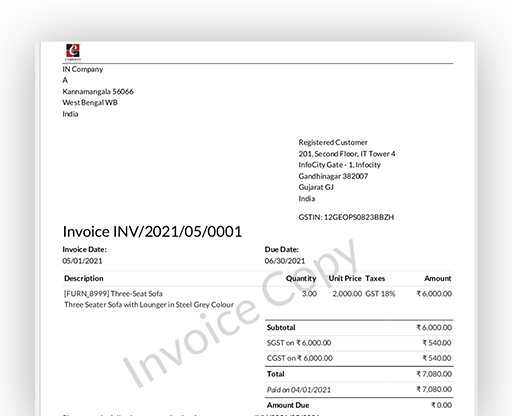 IN Company
A
Kannamangala 56066
West Bengal WB
India
Registered Customer
201, Second Floor, IT Tower 4
InfoCity Gate - 1, Infocity
Gandhinagar 382007
Gujarat GJ
India
GSTIN: 12GEOPS0823BBZH
Invoice INV/2021/05/0001
Invoice Date: Due Date:
05/01/2021 06/30/2021
Description Quantity Unit Price Taxes Amount
[FURN_8999] Three-Seat Sofa 3.00 2,000.00 GST 18% ₹ 6,000.00
Three Seater Sofa with Lounger in Steel Grey Colour
Subtotal ₹ 6,000.00
SGST on ₹ 6,000.00 ₹ 540.00
CGST on ₹ 6,000.00 ₹ 540.00
Total ₹ 7,080.00
Paid on 04/01/2021 ₹ 7,080.00
Amount Due ₹ 0.00
Invoice Copy